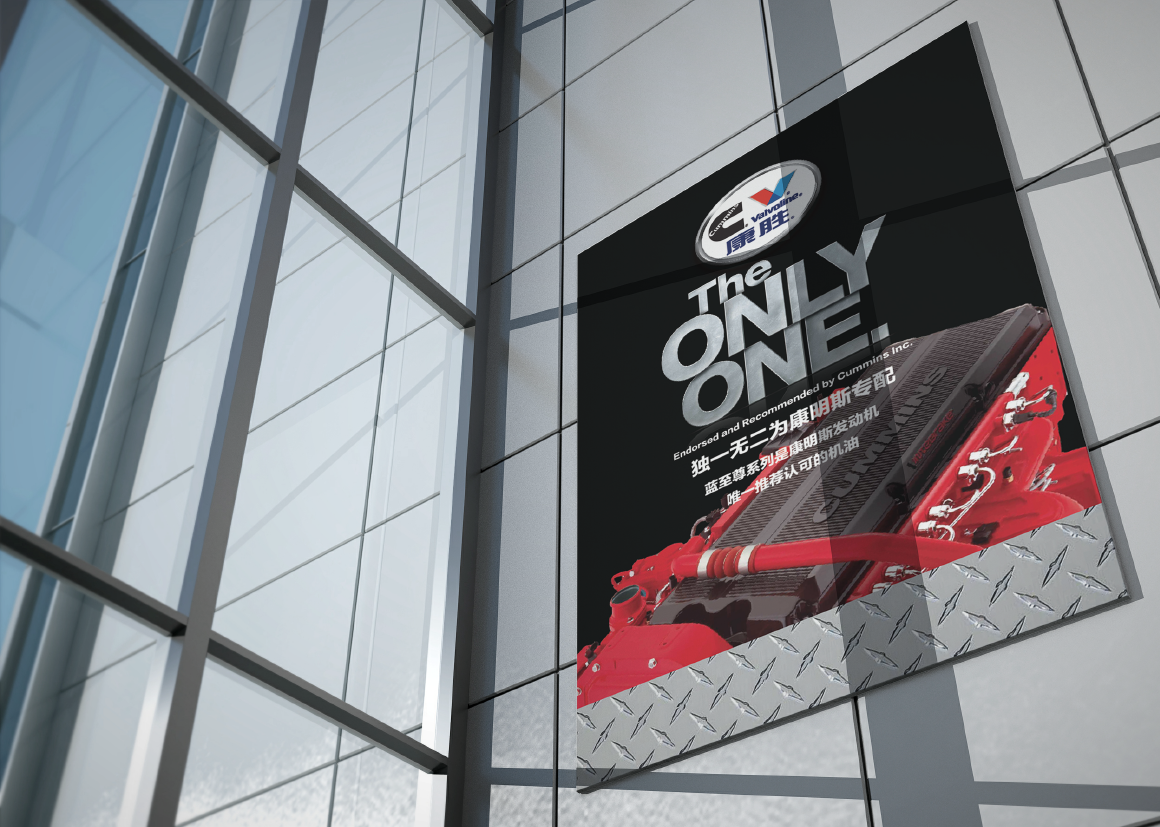 Cummins
Valvoline®
康胜®
The
ONLY
ONE.
Endorsed and Recommended by Cummins Inc.
独一无二为康明斯专配
蓝至尊系列是康明斯发动机
唯一推荐认可的机油
CUMMINS